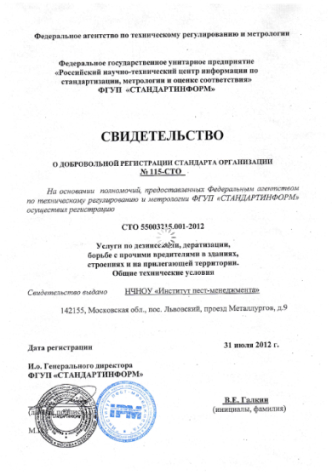 Федеральное агентство по техническому регулированию и метрологии
Федеральное государственное унитарное предприятие
«Российский научно-технический центр информации по
стандартизации, метрологии и оценке соответствия»
ФГУП «СТАНДАРТИНФОРМ»
СВИДЕТЕЛЬСТВО
О ДОБРОВОЛЬНОЙ РЕГИСТРАЦИИ СТАНДАРТА ОРГАНИЗАЦИИ
№ 115-СТО
На основании полномочий, предоставленных Федеральным агентством
по техническому регулированию и метрологии ФГУП «СТАНДАРТИНФОРМ»
осуществил регистрацию
СТО 55003235.001-2012
Услуги по дезинсекции, дератизации,
борьбе с прочими вредителями в зданиях,
строениях и на прилегающей территории.
Общие технические условия
Свидетельство выдано НЧНОУ «Институт пест-менеджмента»
142155, Московская обл., пос. Львовский, проезд Металлургов, д.9
Дата регистрации 31 июля 2012 г.
И.о. Генерального директора
ФГУП «СТАНДАРТИНФОРМ»
В.Е. Галкин
(инициалы, фамилия)
IPM